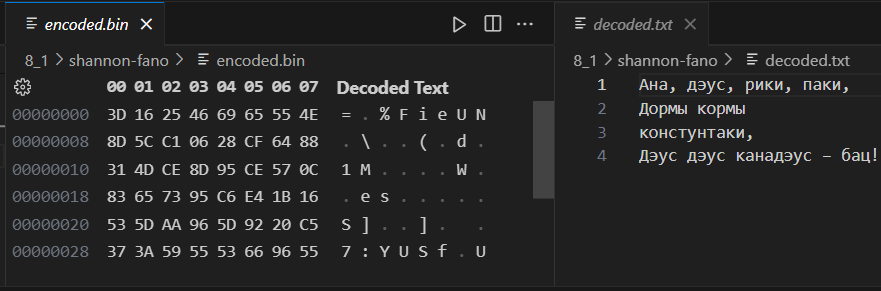 encoded.bin
8_1 > shannon-fano > encoded.bin
00 01 02 03 04 05 06 07 Decoded Text
00000000 3D 16 25 46 69 65 55 4E = . % F i e U N
00000008 8D 5C C1 06 28 CF 64 88 . \ . . ( . d .
00000010 31 4D CE 8D 95 CE 57 0C 1 M . . . . W .
00000018 83 65 73 95 C6 E4 1B 16 . e s . . . . .
00000020 53 5D AA 96 5D 92 20 C5 S ] . . ] . .
00000028 37 3A 59 55 53 66 96 55 7 : Y U S f . U
decoded.txt
8_1 > shannon-fano > decoded.txt
1 Ана, дэус, рики, паки,
2 Дормы кормы
3 констунтаки,
4 Дэус дэус канадэус – бац!